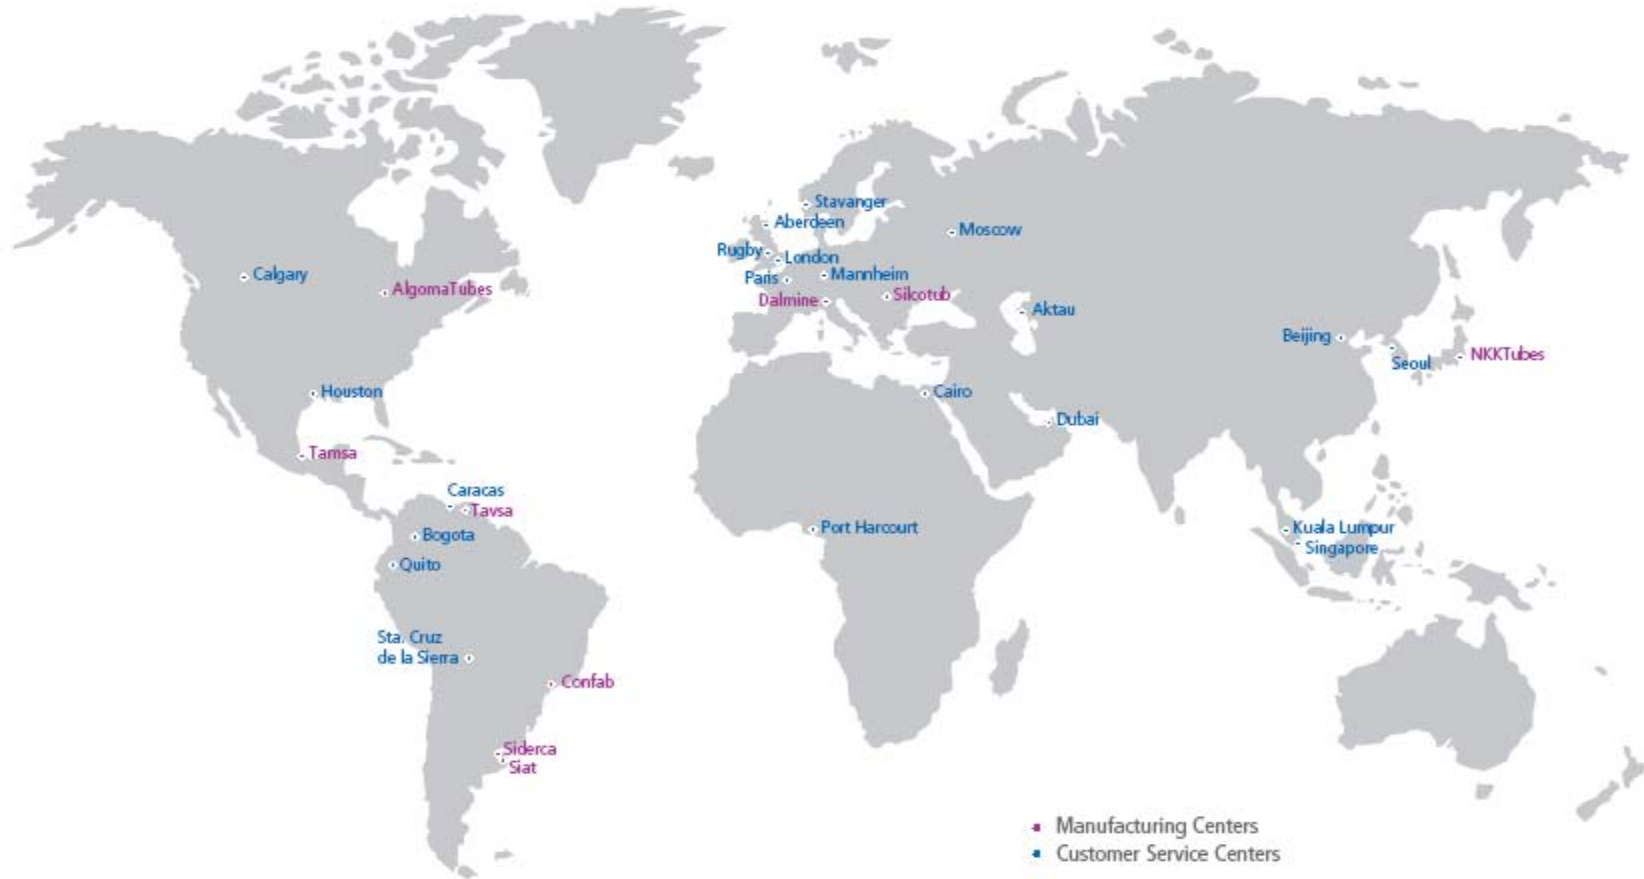 Stavanger
Aberdeen
Moscow
Rugby
London
Calgary
Paris
Mannheim
AlgomaTubes
Dalmine
Silcotub
Aktau
Beijing
Seoul
NKKTubes
Houston
Cairo
Dubai
Tamsa
Caracas
Tavsa
Port Harcourt
Kuala Lumpur
Bogota
Singapore
Quito
Sta. Cruz
de la Sierra
Confab
Siderca
Siat
Manufacturing Centers
Customer Service Centers